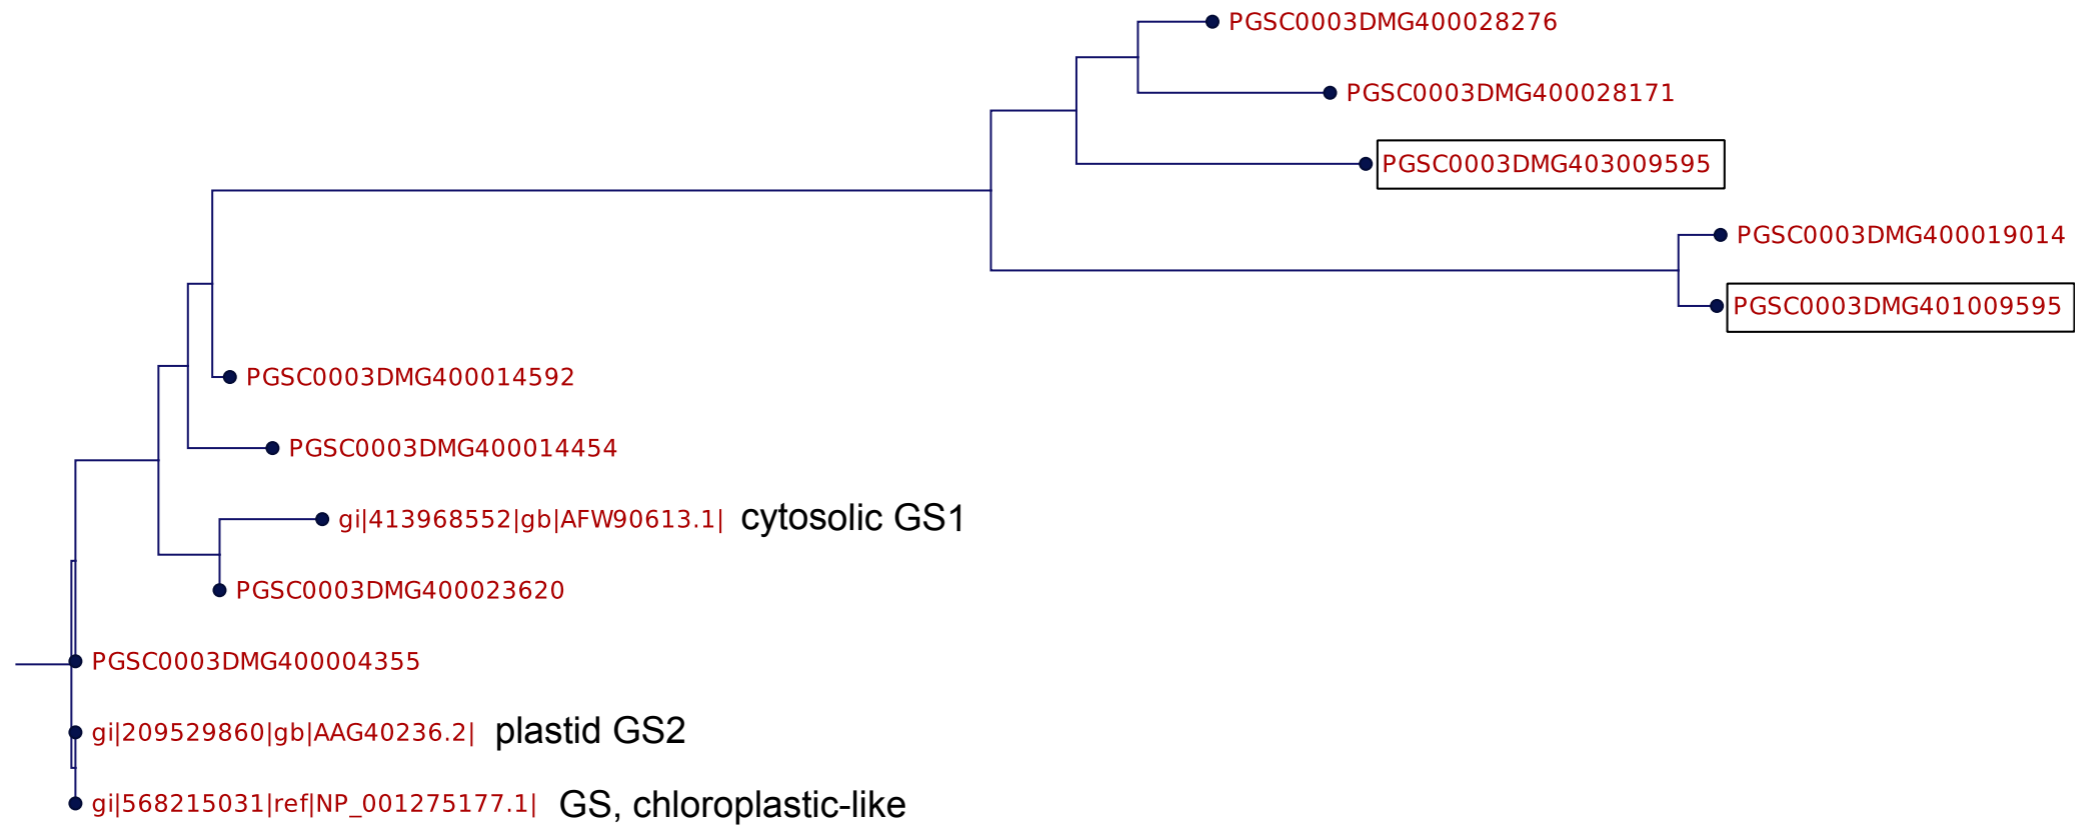 PGSC0003DMG400028276
PGSC0003DMG400028171
PGSC0003DMG403009595
PGSC0003DMG400019014
PGSC0003DMG401009595
PGSC0003DMG400014592
PGSC0003DMG400014454
gi|413968552|gb|AFW90613.1| cytosolic GS1
PGSC0003DMG400023620
PGSC0003DMG400004355
gi|209529860|gb|AAG40236.2| plastid GS2
gi|568215031|ref|NP_001275177.1| GS, chloroplastic-like